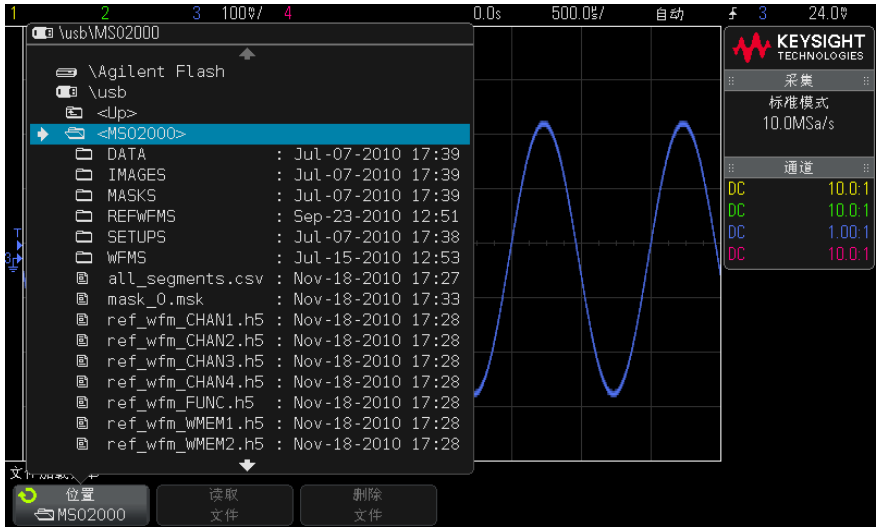 1 2 3 100mV/ 4 0.0s 500.0us/ 自动 3 24.0V
\usb\MSO2000
\Agilent Flash
\usb
<Up>
<MSO2000>
DATA : Jul-07-2010 17:39
IMAGES : Jul-07-2010 17:39
MASKS : Jul-07-2010 17:39
REFWFMS : Sep-23-2010 12:51
SETUPS : Jul-07-2010 17:38
WFMS : Jul-15-2010 12:53
all_segments.csv : Nov-18-2010 17:27
mask_0.msk : Nov-18-2010 17:33
ref_wfm_CHAN1.h5 : Nov-18-2010 17:28
ref_wfm_CHAN2.h5 : Nov-18-2010 17:28
ref_wfm_CHAN3.h5 : Nov-18-2010 17:28
ref_wfm_CHAN4.h5 : Nov-18-2010 17:28
ref_wfm_FUNC.h5 : Nov-18-2010 17:28
ref_wfm_WMEM1.h5 : Nov-18-2010 17:28
ref_wfm_WMEM2.h5 : Nov-18-2010 17:28
KEYSIGHT
TECHNOLOGIES
采集
标准模式
10.0MSa/s
通道
DC 10.0:1
DC 10.0:1
DC 1.00:1
DC 10.0:1
T
3
位置
MSO2000
读取
文件
删除
文件